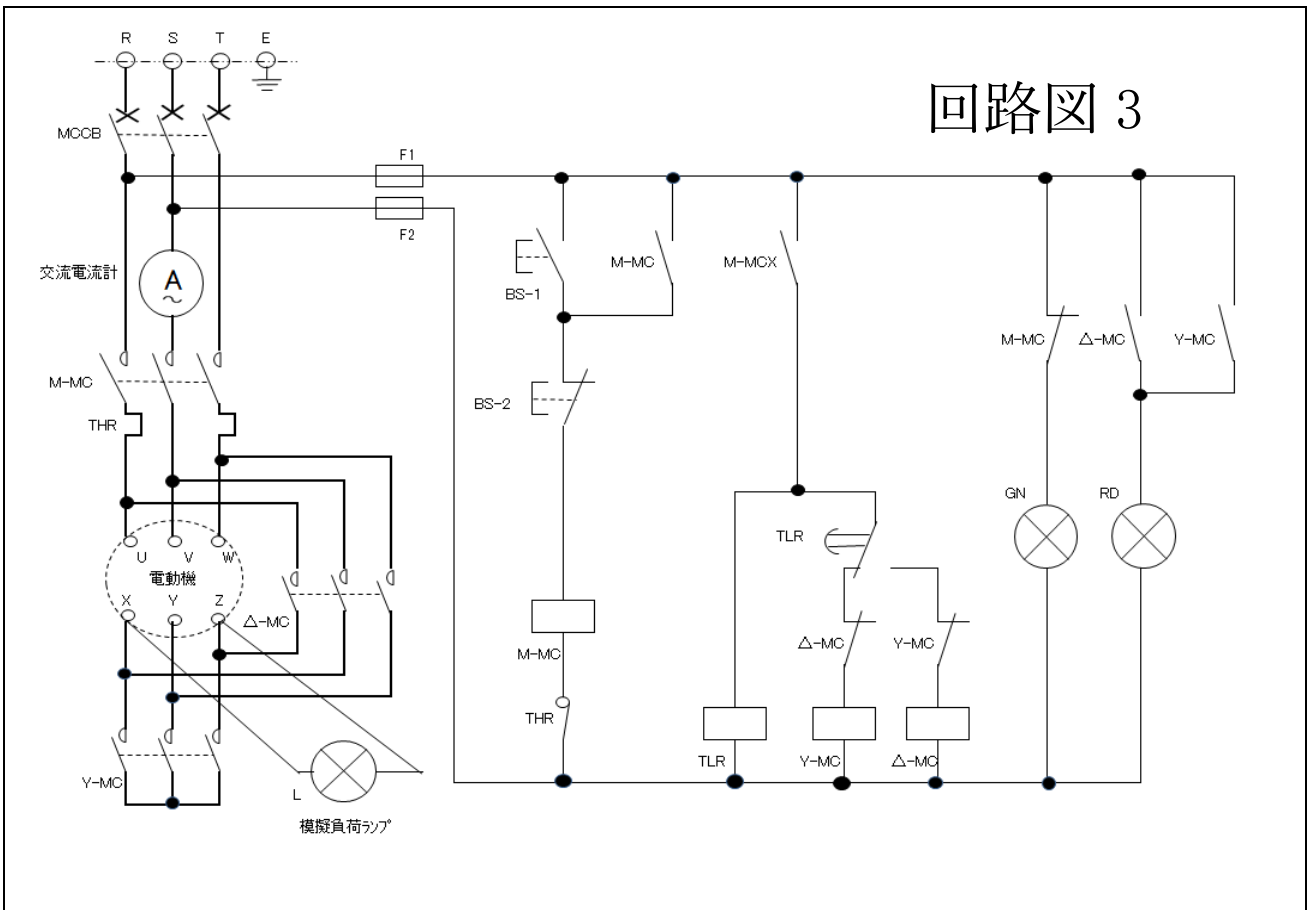 R S T E
回路図 3
MCCB
F1
F2
交流電流計
A
M-MC
M-MCX
BS-1
M-MC
△-MC
Y-MC
M-MC
BS-2
THR
GN
RD
U
V
W
TLR
電動機
X
Y
Z
△-MC
△-MC
Y-MC
M-MC
THR
TLR
Y-MC
△-MC
Y-MC
L
模擬負荷ランプ